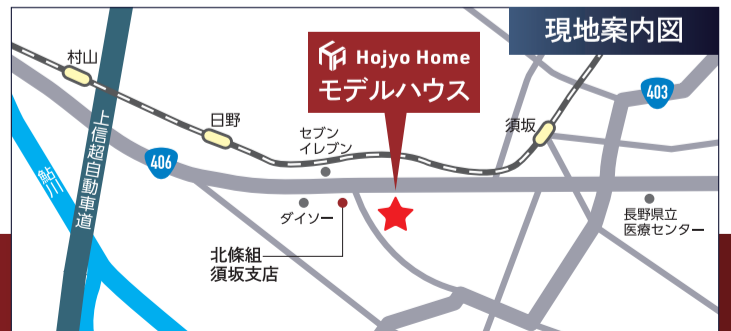 現地案内図
村山
Hojyo Home
モデルハウス
403
日野
セブン
イレブン
須坂
406
鮎川
上信超自動車道
ダイソー
長野県立
医療センター
北條組
須坂支店